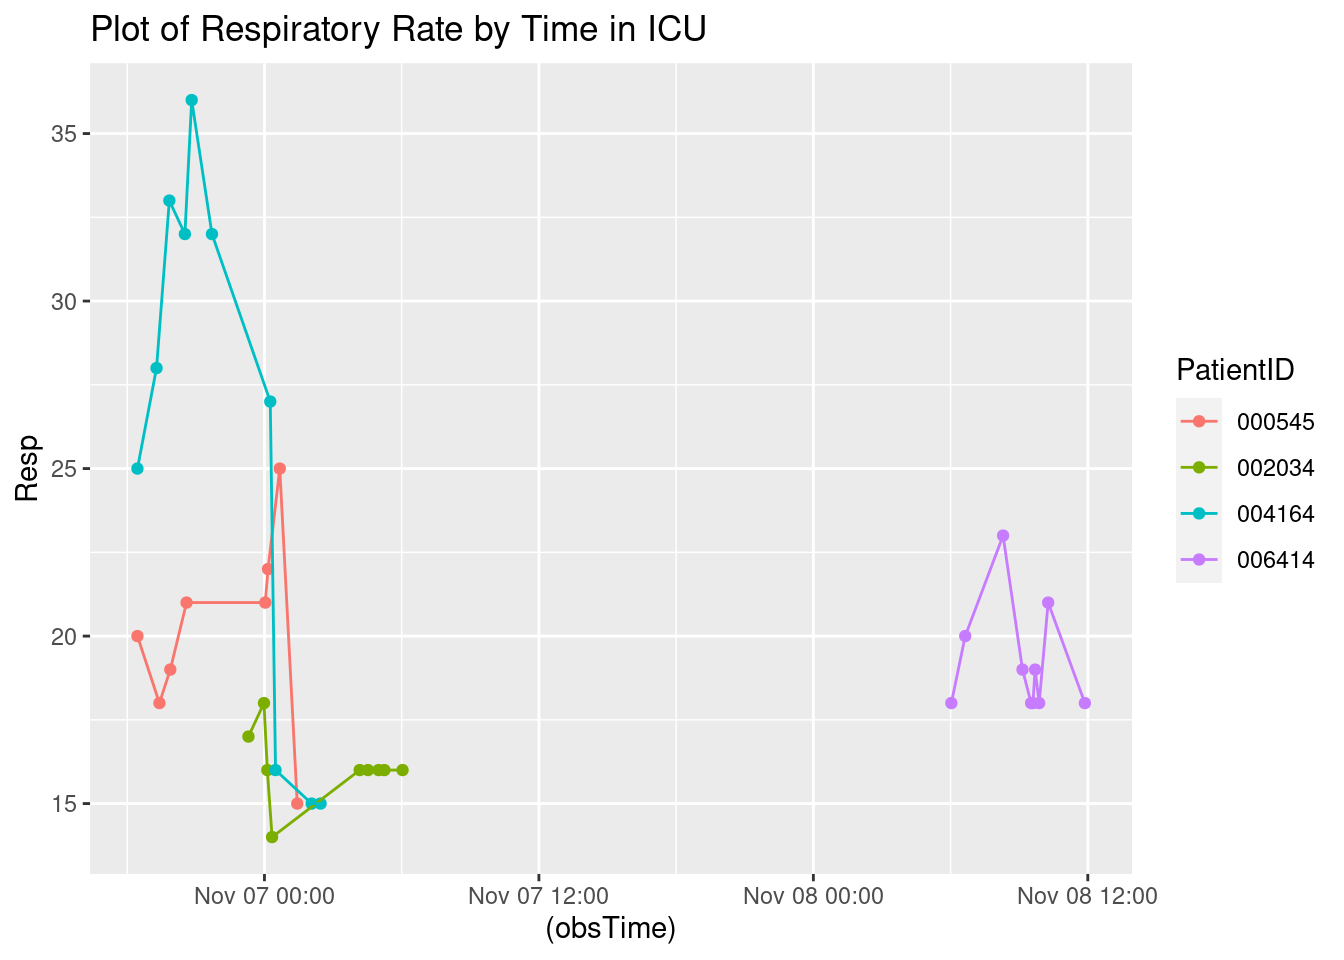 Plot of Respiratory Rate by Time in ICU
35
30
25
20
15
Resp
Nov 07 00:00
Nov 07 12:00
Nov 08 00:00
Nov 08 12:00
(obsTime)
PatientID
000545
002034
004164
006414